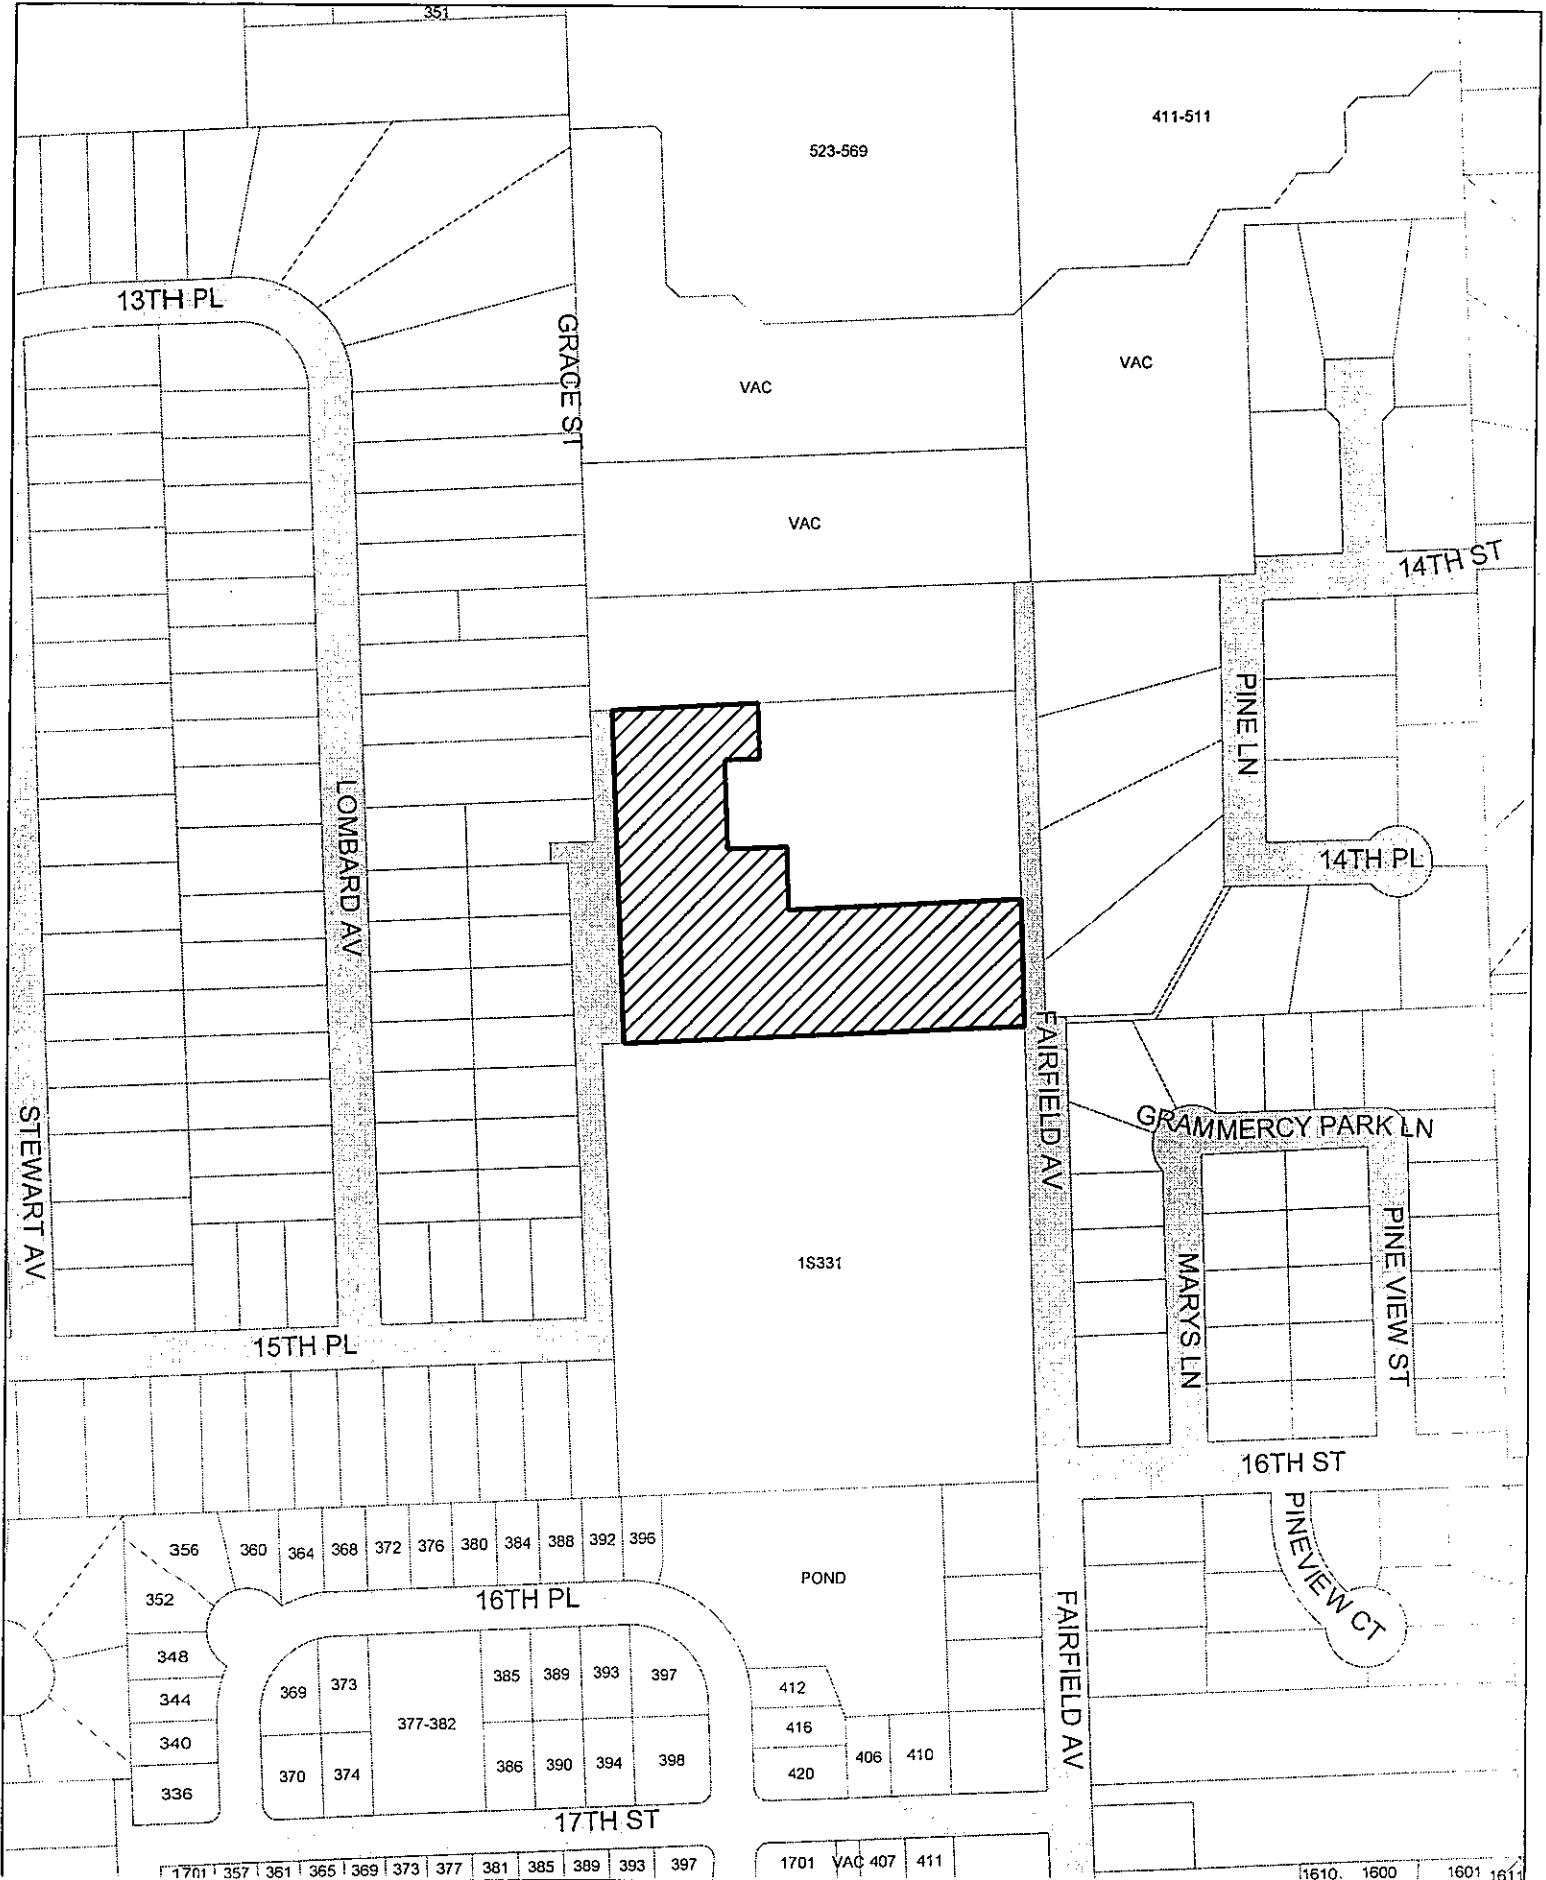 351
411-511
523-569
13TH PL
GRACE ST
VAC
VAC
VAC
14TH ST
PINE LN
LOMBARD AV
14TH PL
FAIRFIELD AV
STEWART AV
GRAMMERCY PARK LN
MARYS LN
PINE VIEW ST
1S331
15TH PL
16TH ST
PINEVIEW CT
356
360
364
368
372
376
380
384
388
392
396
352
16TH PL
POND
348
344
340
336
369
373
377-382
385
389
393
397
370
374
386
390
394
398
412
416
420
406
410
FAIRFIELD AV
17TH ST
1701
357
361
365
369
373
377
381
385
389
393
397
1701
VAC
407
411
1610
1600
1601
1611